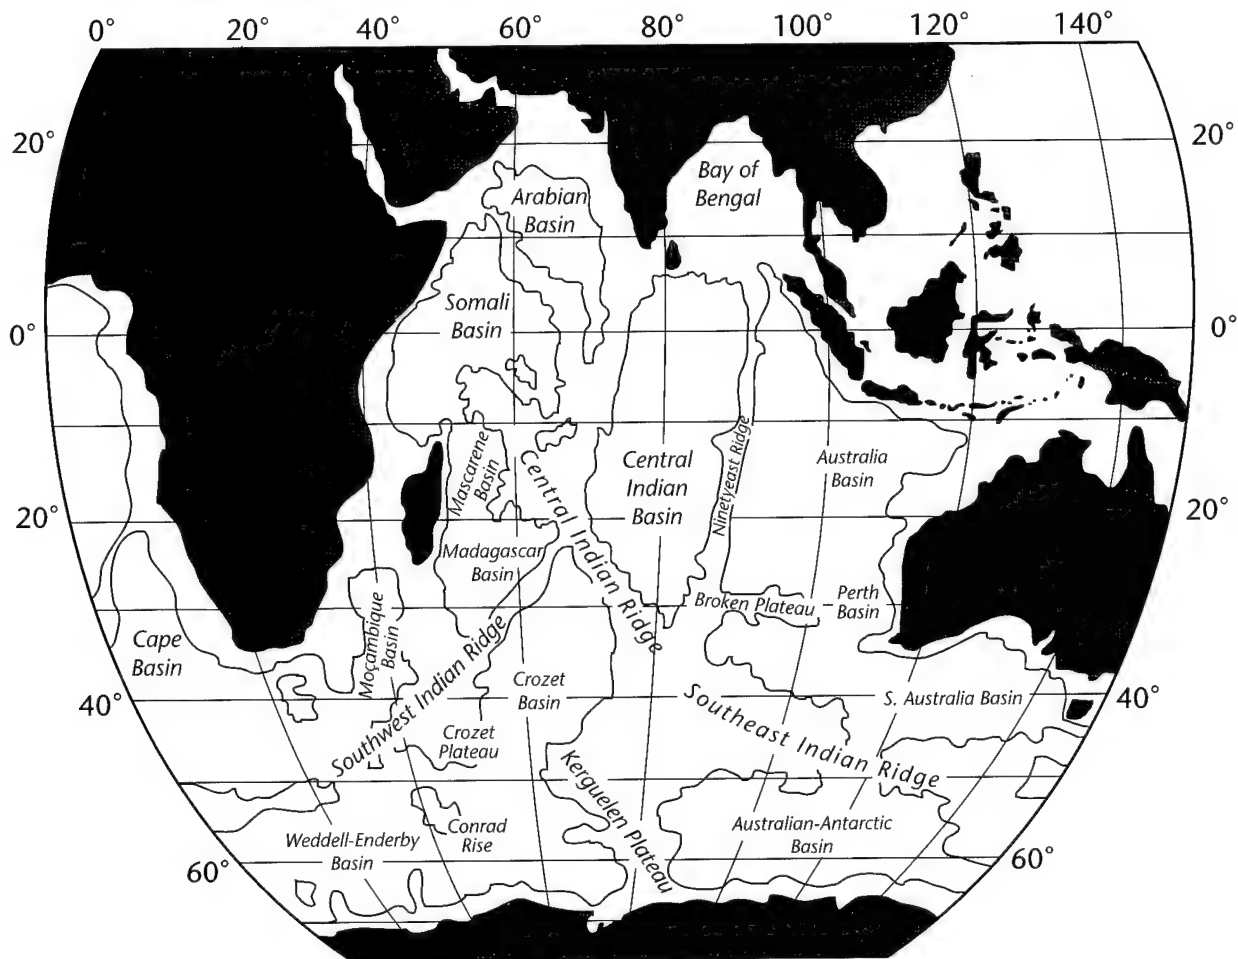 0° 20° 40° 60° 80° 100° 120° 140°
20° 20°
Bay of
Bengal
Arabian
Basin
Somali
Basin
0° 0°
Mascarene
Basin
Central
Indian
Basin
Ninetyeast Ridge
Australia
Basin
Central Indian Ridge
20° 20°
Madagascar
Basin
Broken Plateau
Perth
Basin
Cape
Basin
Moçambique
Basin
Southwest Indian Ridge
Crozet
Basin
Southeast Indian Ridge
S. Australia Basin
40° 40°
Crozet
Plateau
Kerguelen Plateau
Weddell-Enderby
Basin
Conrad
Rise
Australian-Antarctic
Basin
60° 60°